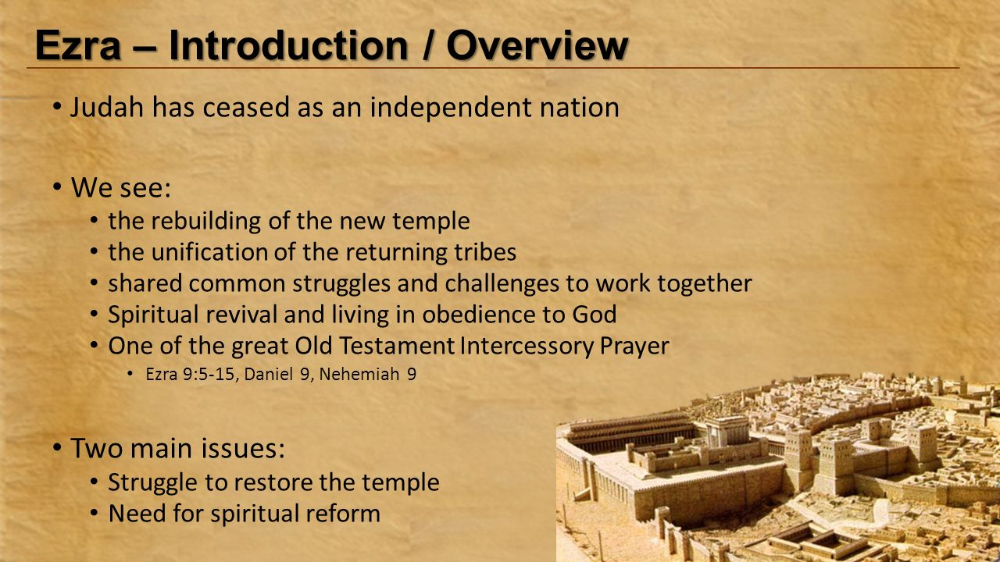 Ezra – Introduction / Overview
• Judah has ceased as an independent nation
• We see:
• the rebuilding of the new temple
• the unification of the returning tribes
• shared common struggles and challenges to work together
• Spiritual revival and living in obedience to God
• One of the great Old Testament Intercessory Prayer
• Ezra 9:5-15, Daniel 9, Nehemiah 9
• Two main issues:
• Struggle to restore the temple
• Need for spiritual reform